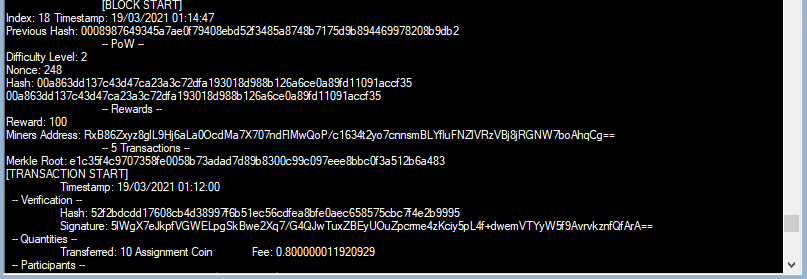 [BLOCK START]
Index: 18 Timestamp: 19/03/2021 01:14:47
Previous Hash: 0008987649345a7ae0f79408ebd52f3485a8748b7175d9b894469978208b9db2
-- PoW --
Difficulty Level: 2
Nonce: 248
Hash: 00a863dd137c43d47ca23a3c72dfa193018d988b126a6ce0a89fd11091accf35
00a863dd137c43d47ca23a3c72dfa193018d988b126a6ce0a89fd11091accf35
-- Rewards --
Reward: 100
Miners Address: RxB86Zxyz8glL9Hj6aLa0OcdMa7X707ndFlMwQoP/c1634t2yo7cnnsmBLYfluFNZlVRzVBj8jRGNW7boAhqCg==
-- 5 Transactions --
Merkle Root: e1c35f4c9707358fe0058b73adad7d89b8300c99c097eee8bbc0f3a512b6a483
[TRANSACTION START]
Timestamp: 19/03/2021 01:12:00
-- Verification --
Hash: 52f2bdcdd17608cb4d38997f6b51ec56cdfea8bfe0aec658575cbc7f4e2b9995
Signature: 5lWgX7eJkpfVGWELpgSkBwe2Xq7/G4QJwTuxZBEyUOuZpcme4zKciy5pL4f+dwemVTYyW5f9AvrvkznfQfArA==
-- Quantities --
Transferred: 10 Assignment Coin Fee: 0.800000011920929
-- Participants --